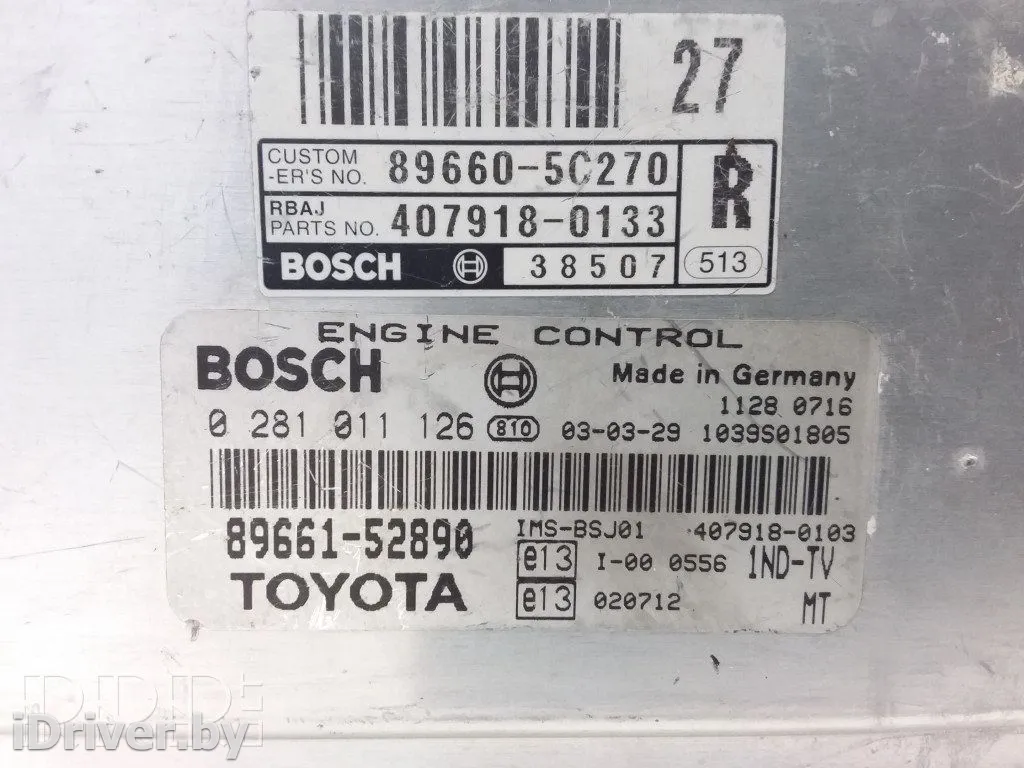 27
CUSTOM
-ER'S NO. 89660-5C270
R
RBAJ
PARTS NO. 407918-0133
BOSCH 38507 513
ENGINE CONTROL
BOSCH Made in Germany
1128 0716
0 281 011 126 810 03-03-29 1039S01805
IMS-BSJ01 407918-0103
89661-52890 e13 I-00 0556 1ND-TV
TOYOTA e13 020712 MT
iDriver.by